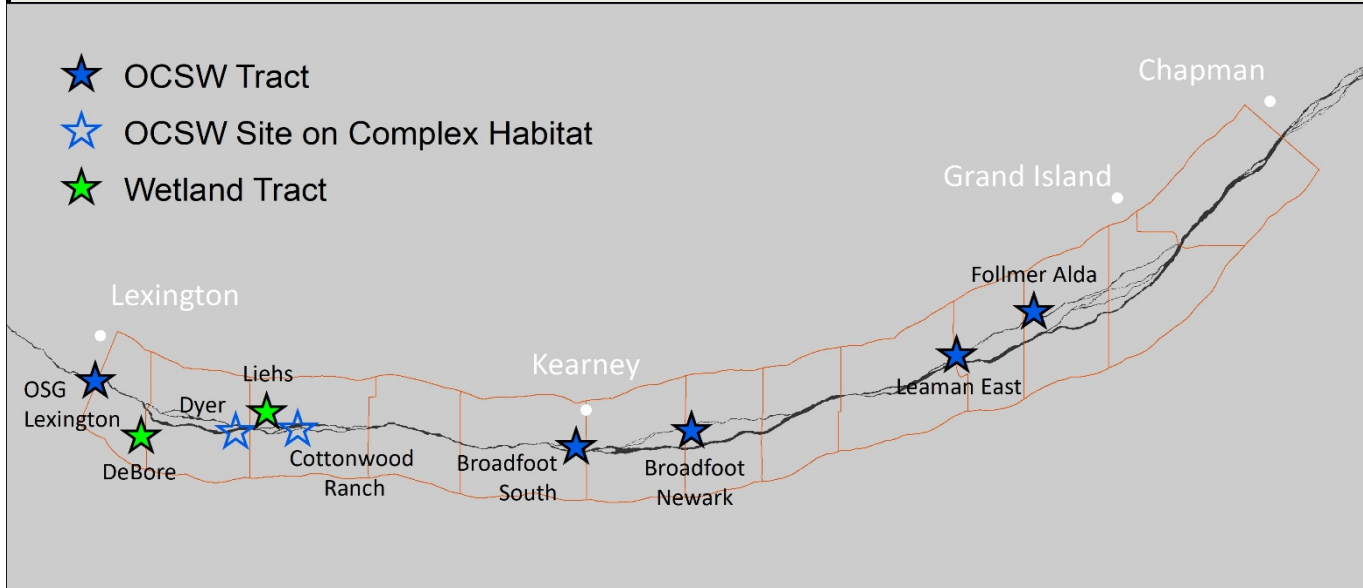 OCSW Tract
OCSW Site on Complex Habitat
Wetland Tract
Chapman
Grand Island
Follmer Alda
Lexington
Leaman East
Kearney
Liehs
OSG
Lexington
Dyer
DeBore
Cottonwood
Ranch
Broadfoot
South
Broadfoot
Newark